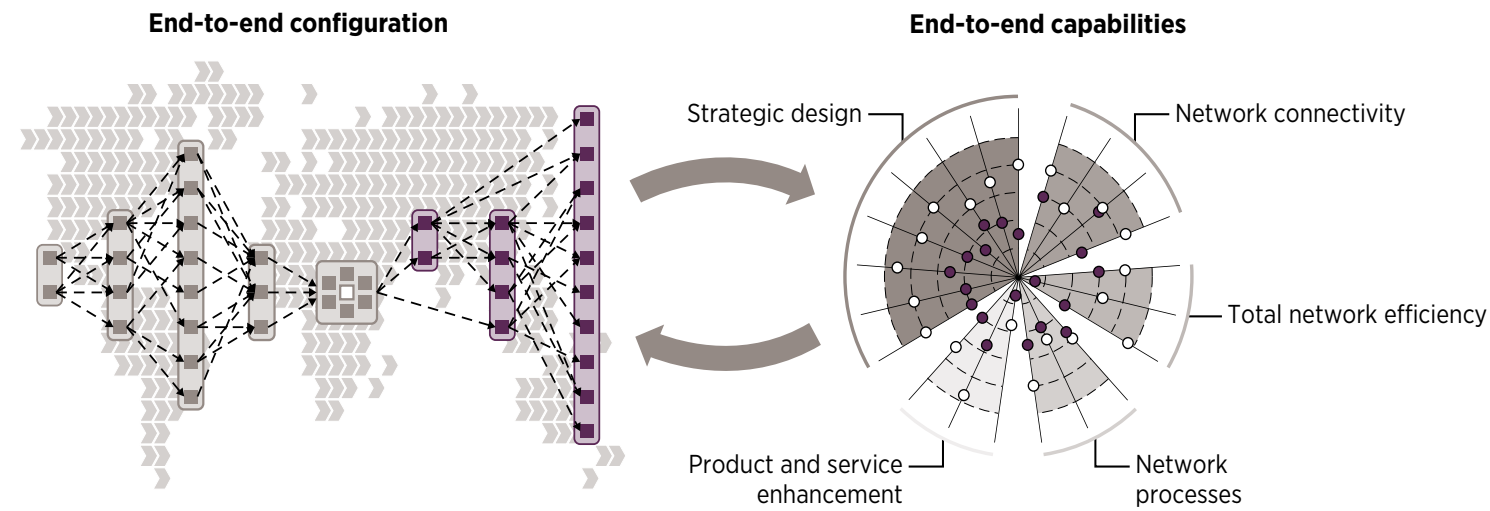 End-to-end configuration
End-to-end capabilities
Strategic design
Network connectivity
Total network efficiency
Product and service
enhancement
Network
processes